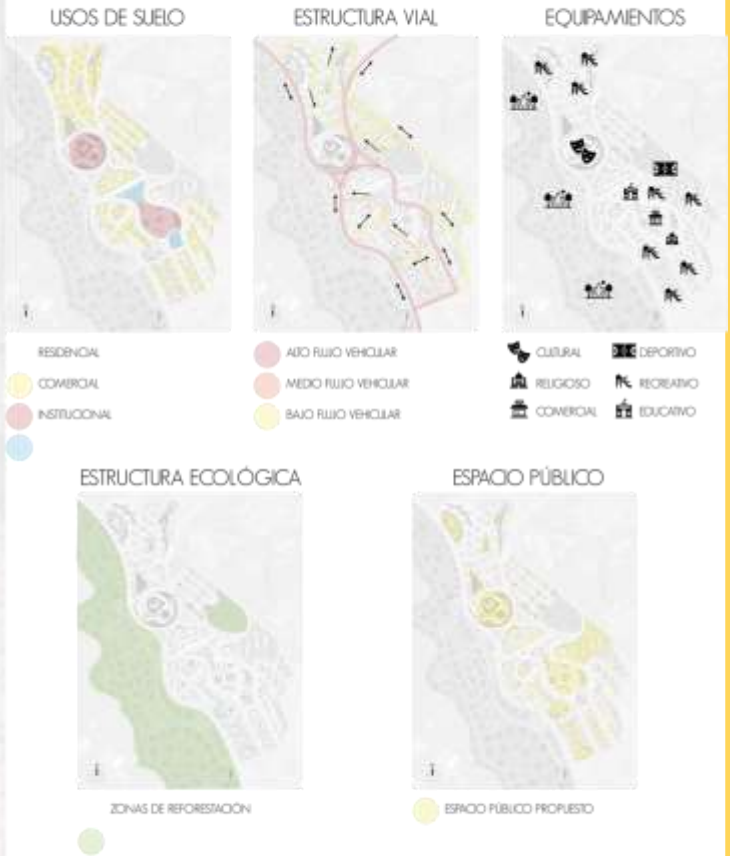 USOS DE SUELO
ESTRUCTURA VIAL
EQUIPAMIENTOS
RESIDENCIAL
COMERCIAL
INSTITUCIONAL
ALTO FLUJO VEHICULAR
MEDIO FLUJO VEHICULAR
BAJO FLUJO VEHICULAR
CULTURAL
DEPORTIVO
RELIGIOSO
RECREATIVO
COMERCIAL
EDUCATIVO
ESTRUCTURA ECOLÓGICA
ESPACIO PÚBLICO
ZONAS DE REFORESTACIÓN
ESPACIO PÚBLICO PROPUESTO